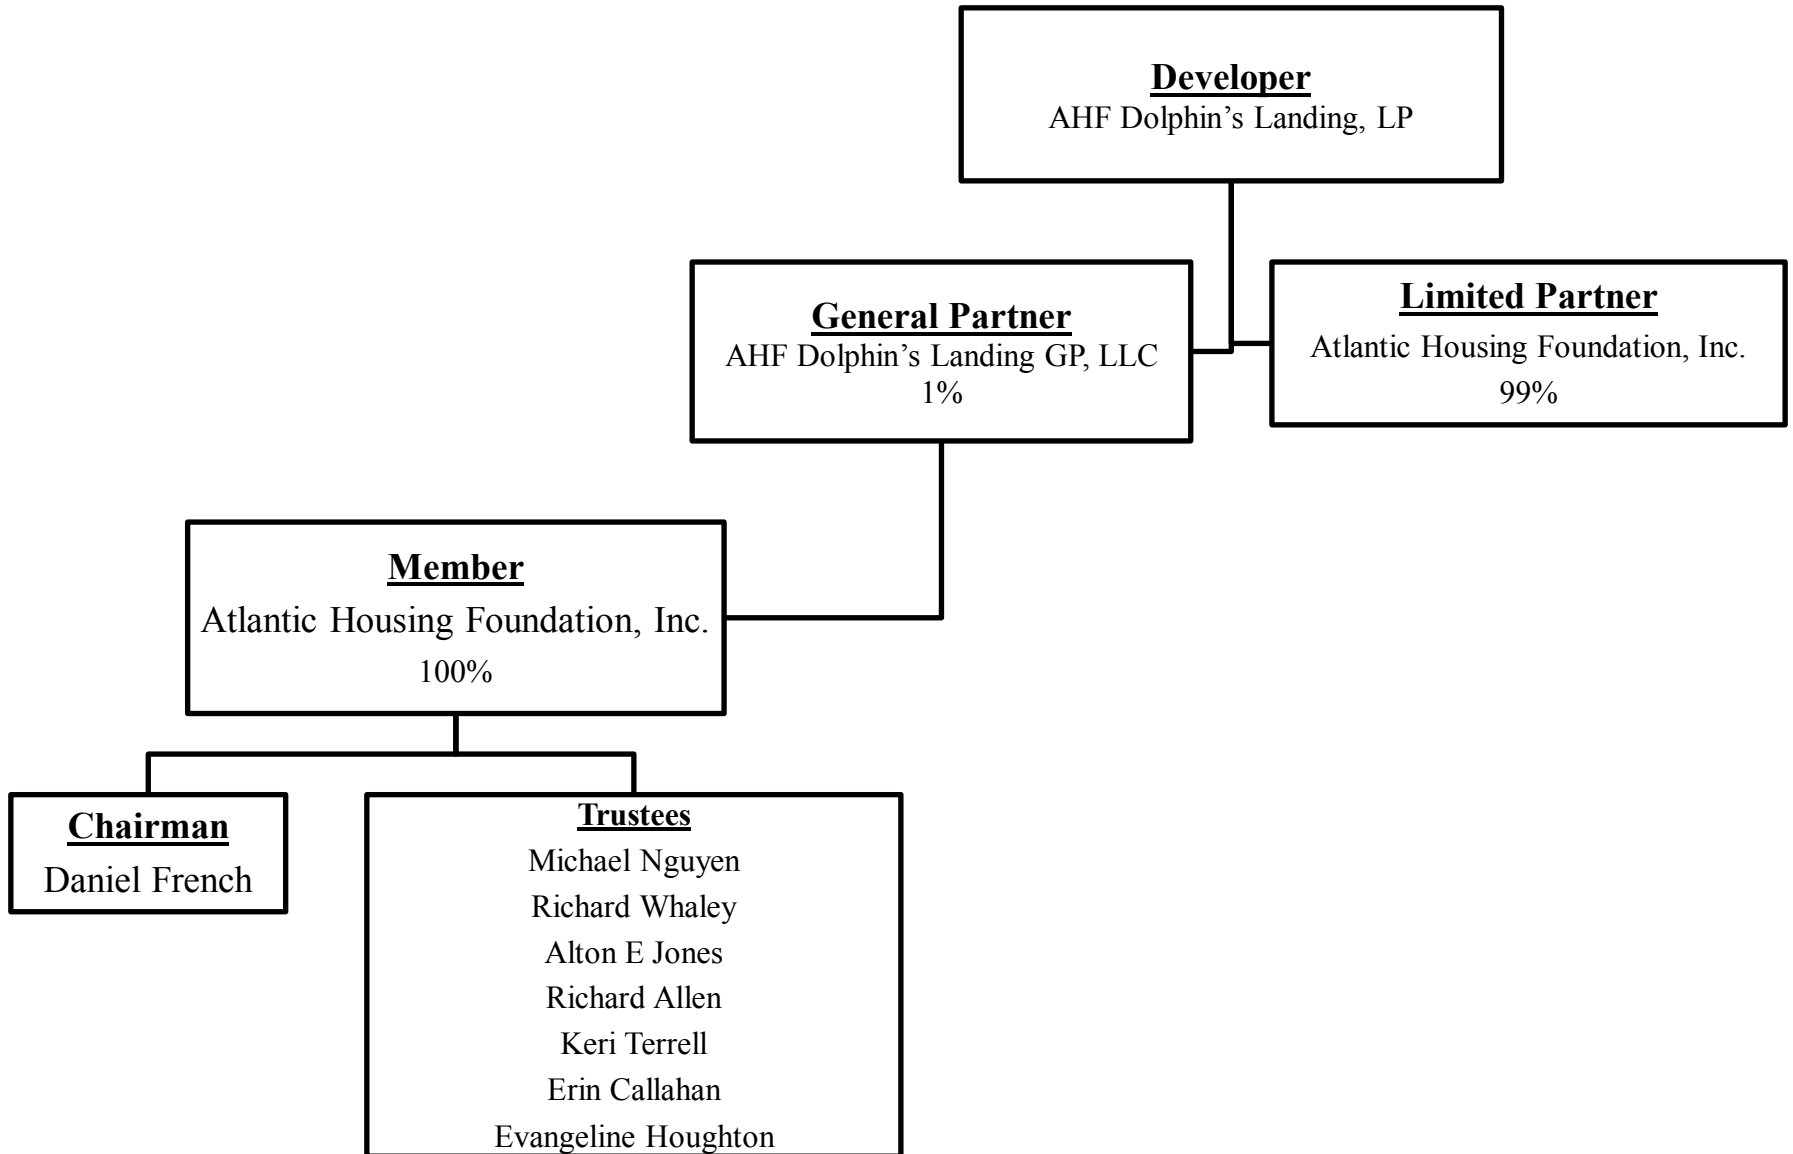 Developer
AHF Dolphin’s Landing, LP
General Partner
AHF Dolphin’s Landing GP, LLC
1%
Limited Partner
Atlantic Housing Foundation, Inc.
99%
Member
Atlantic Housing Foundation, Inc.
100%
Chairman
Daniel French
Trustees
Michael Nguyen
Richard Whaley
Alton E Jones
Richard Allen
Keri Terrell
Erin Callahan
Evangeline Houghton